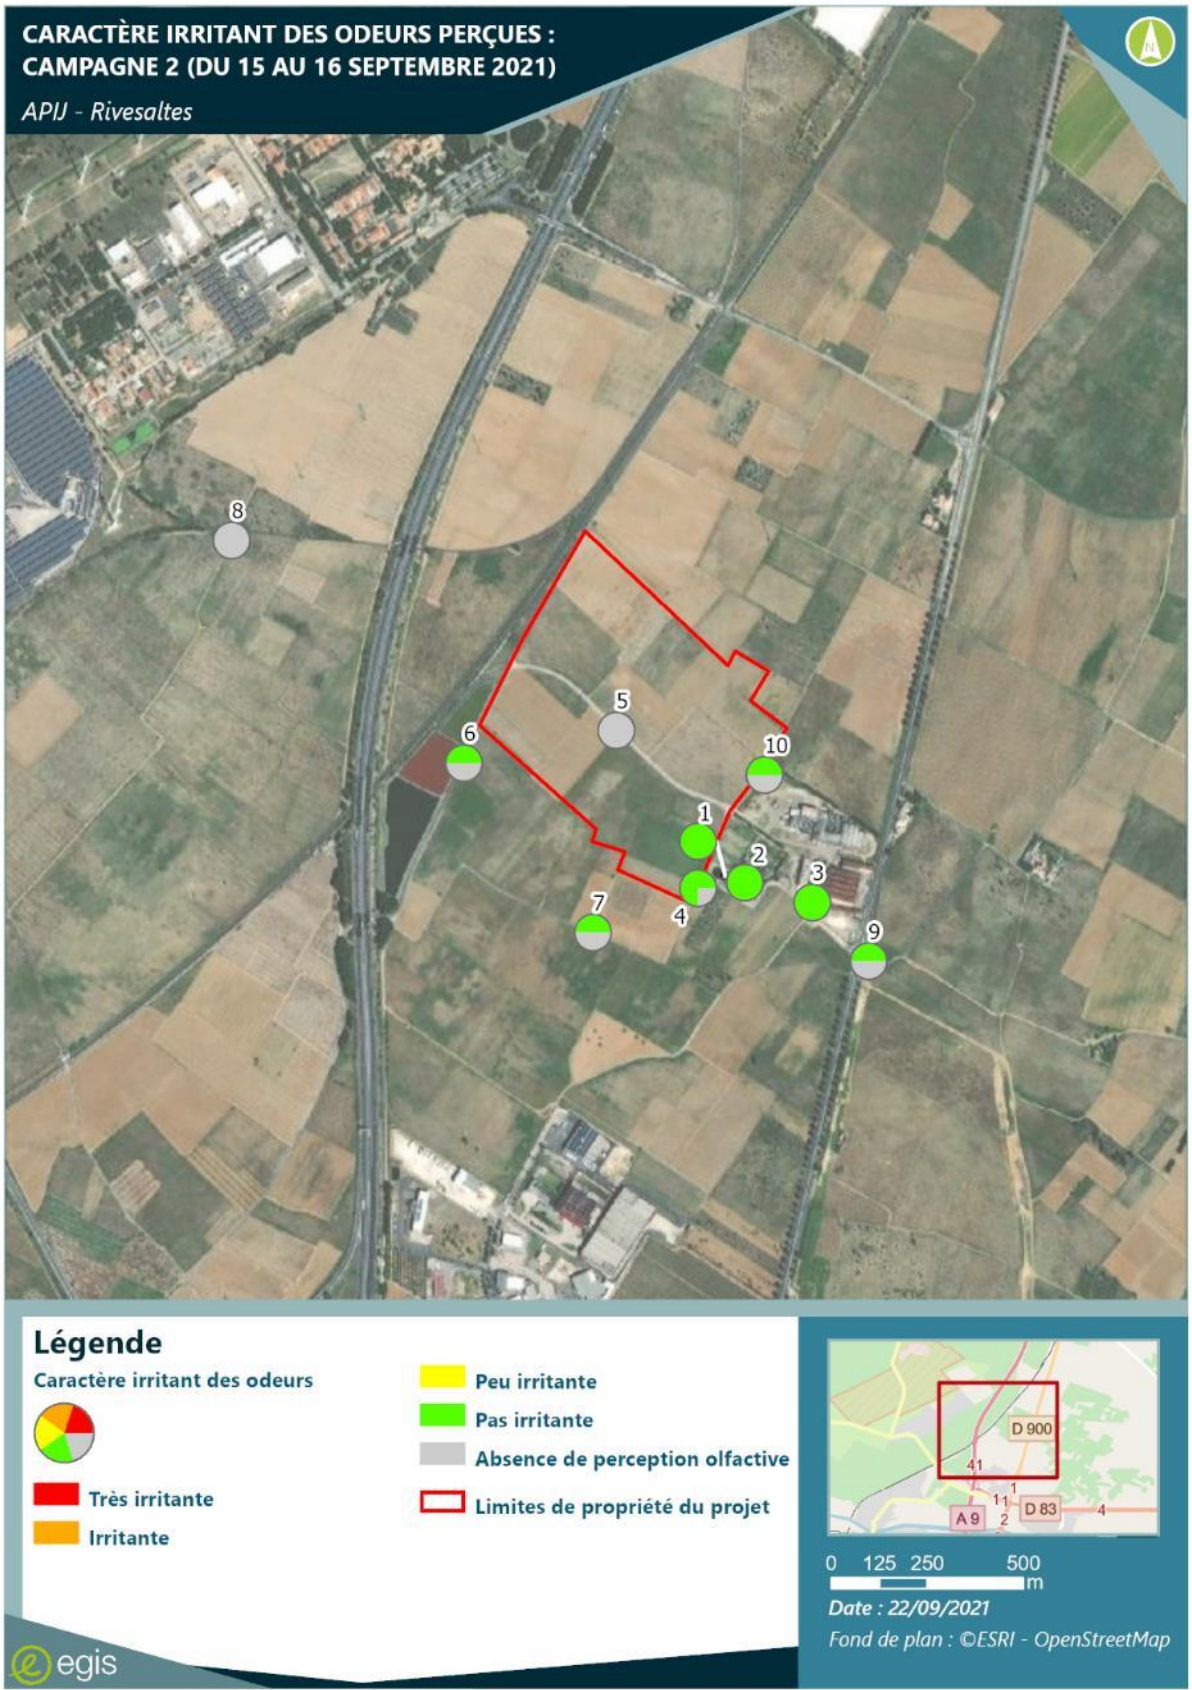 CARACTÈRE IRRITANT DES ODEURS PERÇUES :
CAMPAGNE 2 (DU 15 AU 16 SEPTEMBRE 2021)
APIJ - Rivesaltes
N
8
5
6
10
1
2
3
4
7
9
Légende
Caractère irritant des odeurs
Très irritante
Irritante
Peu irritante
Pas irritante
Absence de perception olfactive
Limites de propriété du projet
D 900
41
1
11
D 83
4
A 9
2
0 125 250 500
m
Date : 22/09/2021
Fond de plan : ©ESRI - OpenStreetMap
egis